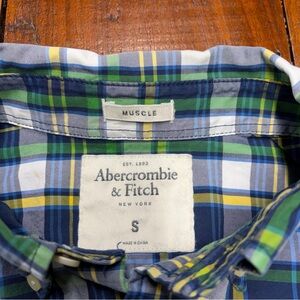 MUSCLE
EST. 1892
Abercrombie
& Fitch
NEW YORK
S
MADE IN CHINA